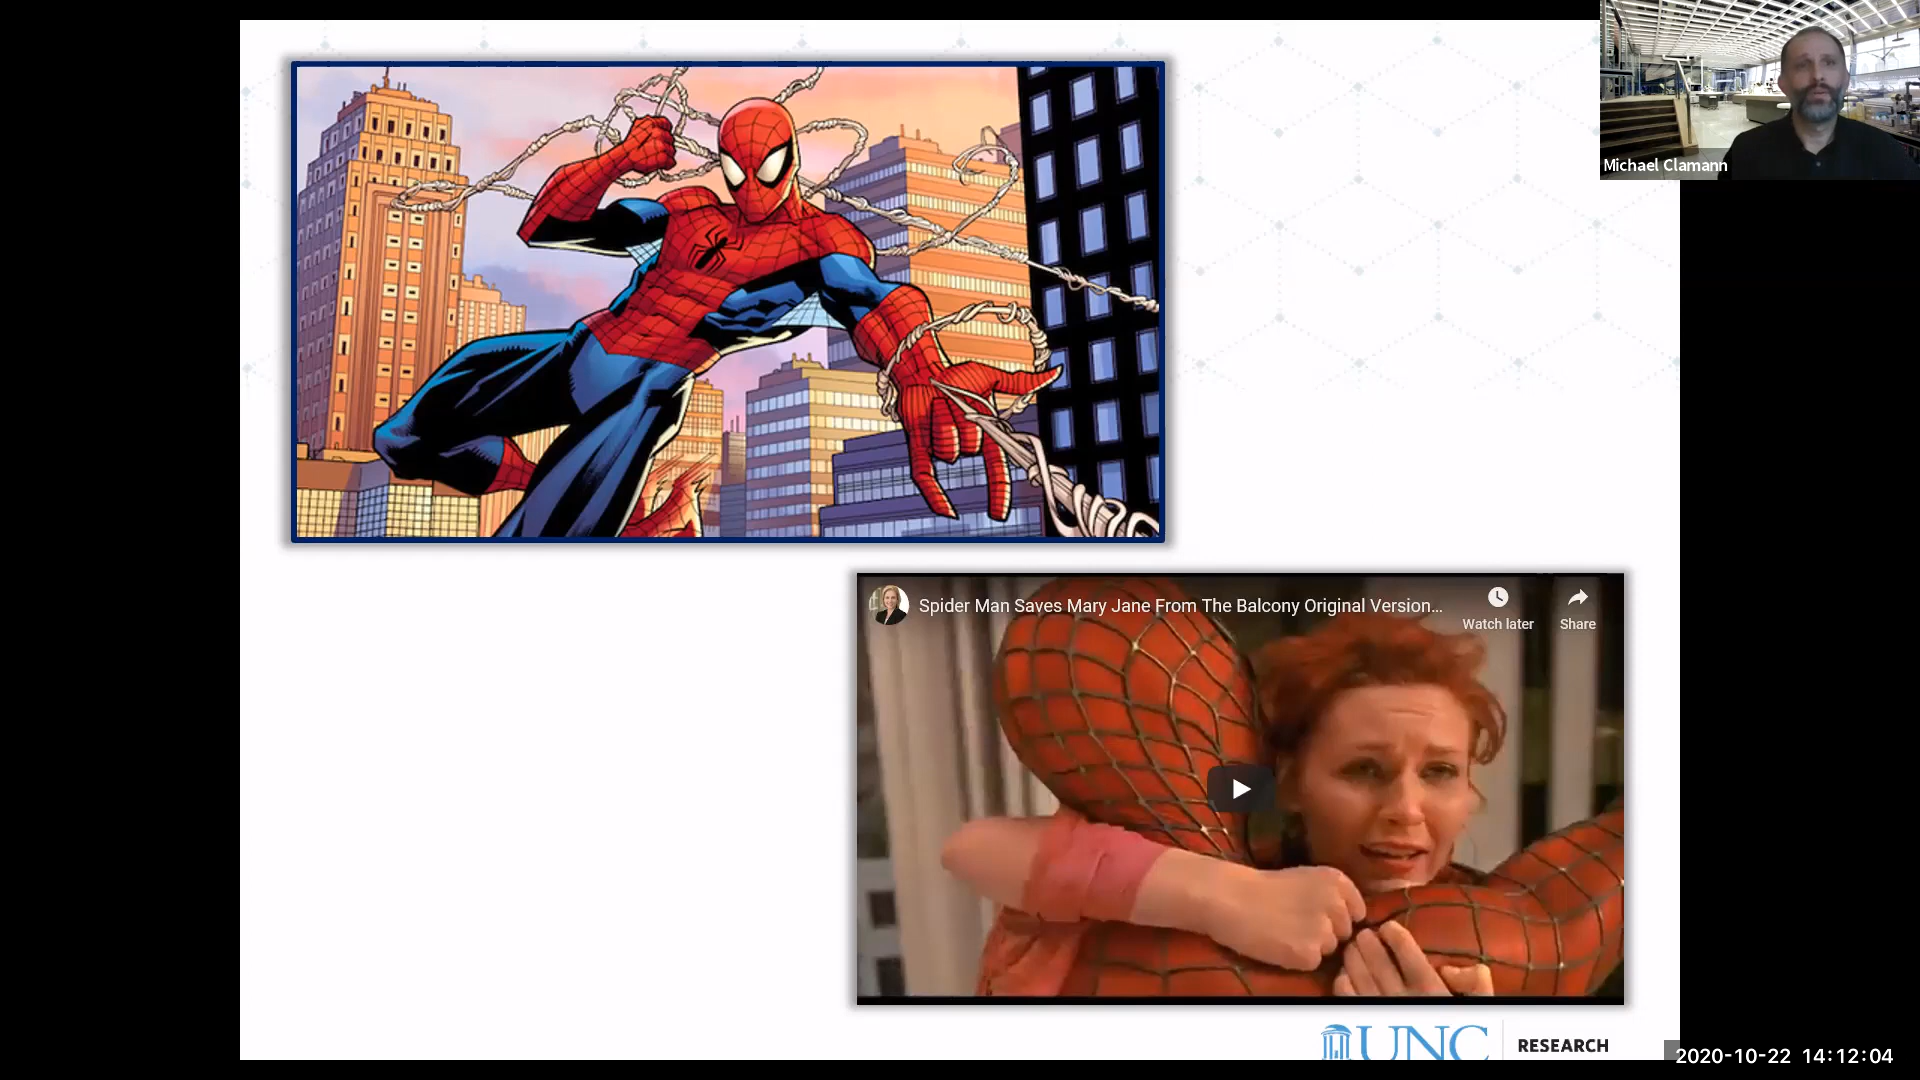 Michael Clamann
Spider Man Saves Mary Jane From The Balcony Original Version...
Watch later
Share
UNC
RESEARCH
2020-10-22 14:12:04